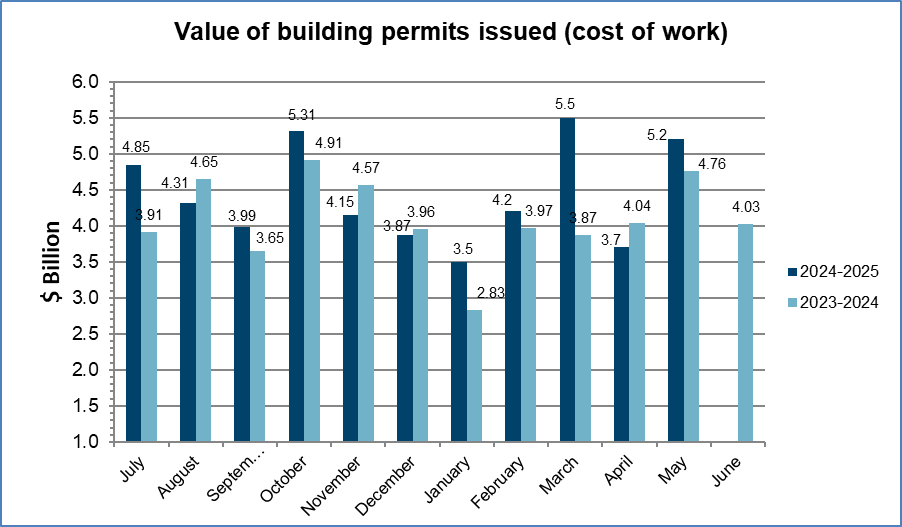 Value of building permits issued (cost of work)
$ Billion
6.0
5.5
5.0
4.5
4.0
3.5
3.0
2.5
2.0
1.5
1.0
4.85
3.91
4.31
4.65
3.99
3.65
5.31
4.91
4.15
4.57
3.87
3.96
3.5
2.83
4.2
3.97
5.5
3.87
3.7
4.04
5.2
4.76
4.03
July
August
Septem...
October
November
December
January
February
March
April
May
June
2024-2025
2023-2024